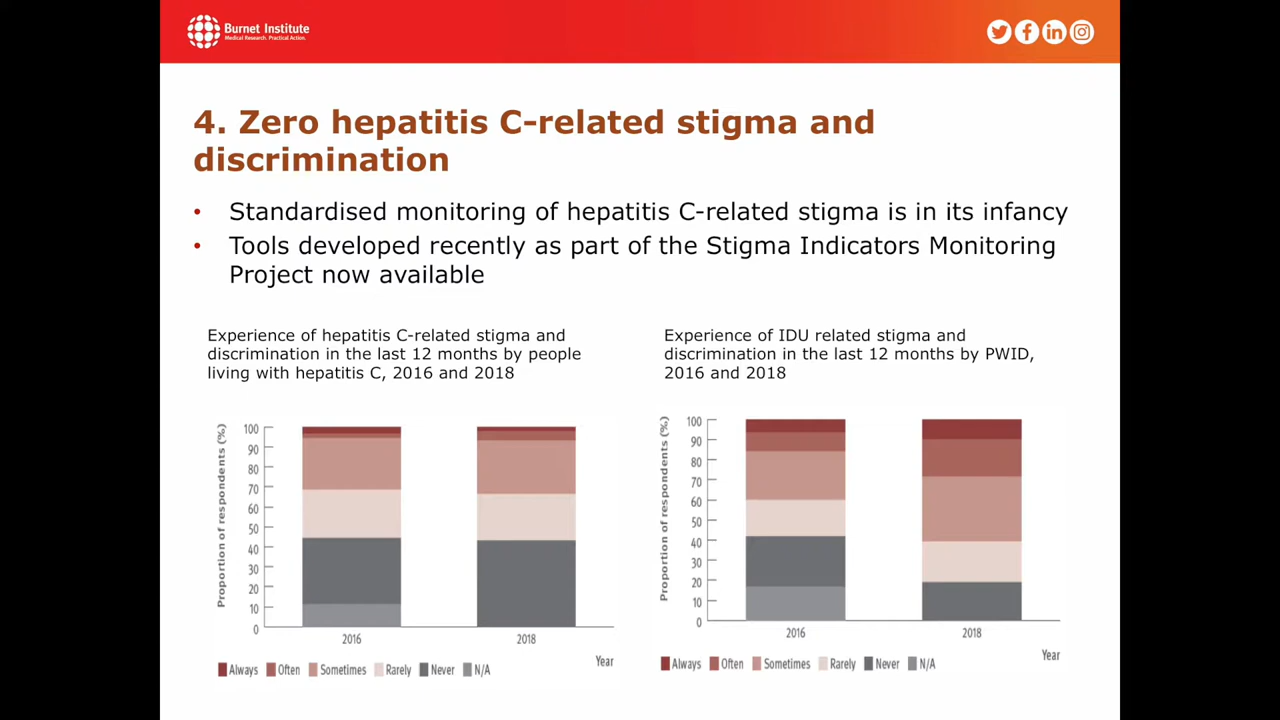 Burnet Institute
Medical Research. Practical Action.
4. Zero hepatitis C-related stigma and
discrimination
• Standardised monitoring of hepatitis C-related stigma is in its infancy
• Tools developed recently as part of the Stigma Indicators Monitoring
Project now available
Experience of hepatitis C-related stigma and
discrimination in the last 12 months by people
living with hepatitis C, 2016 and 2018
Proportion of respondents (%)
100
90
80
70
60
50
40
30
20
10
0
2016
2018
Year
Always Often Sometimes Rarely Never N/A
Experience of IDU related stigma and
discrimination in the last 12 months by PWID,
2016 and 2018
Proportion of respondents (%)
100
90
80
70
60
50
40
30
20
10
0
2016
2018
Year
Always Often Sometimes Rarely Never N/A